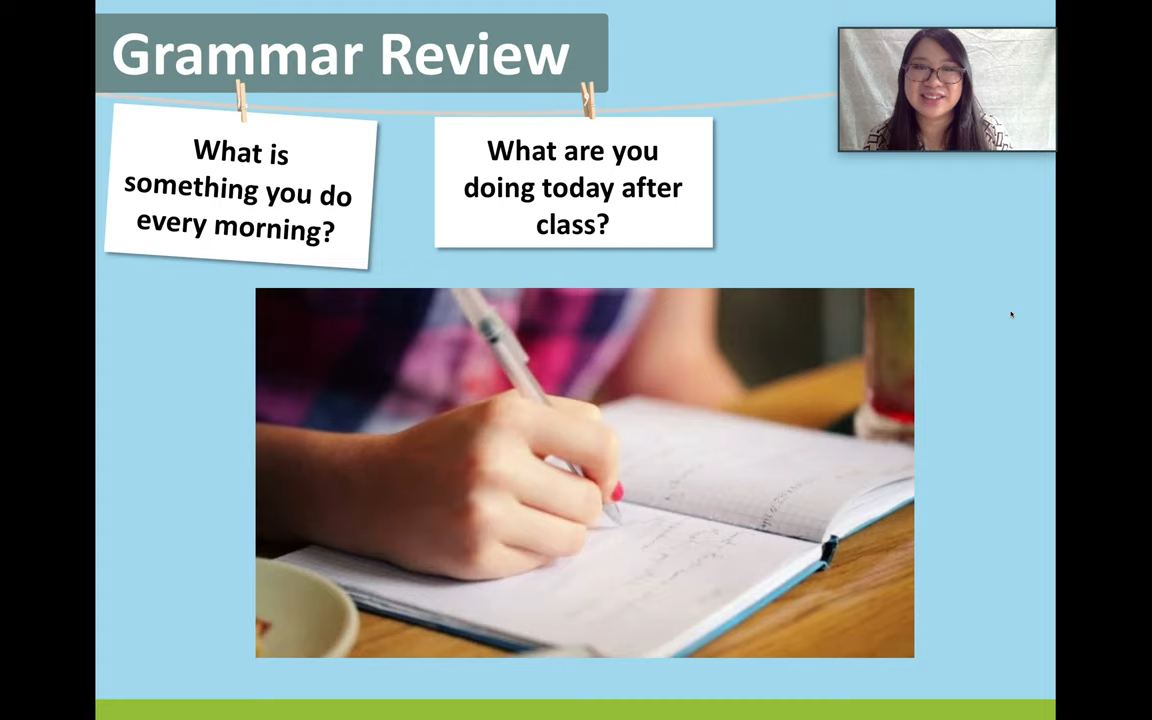 Grammar Review
What is
something you do
every morning?
What are you
doing today after
class?